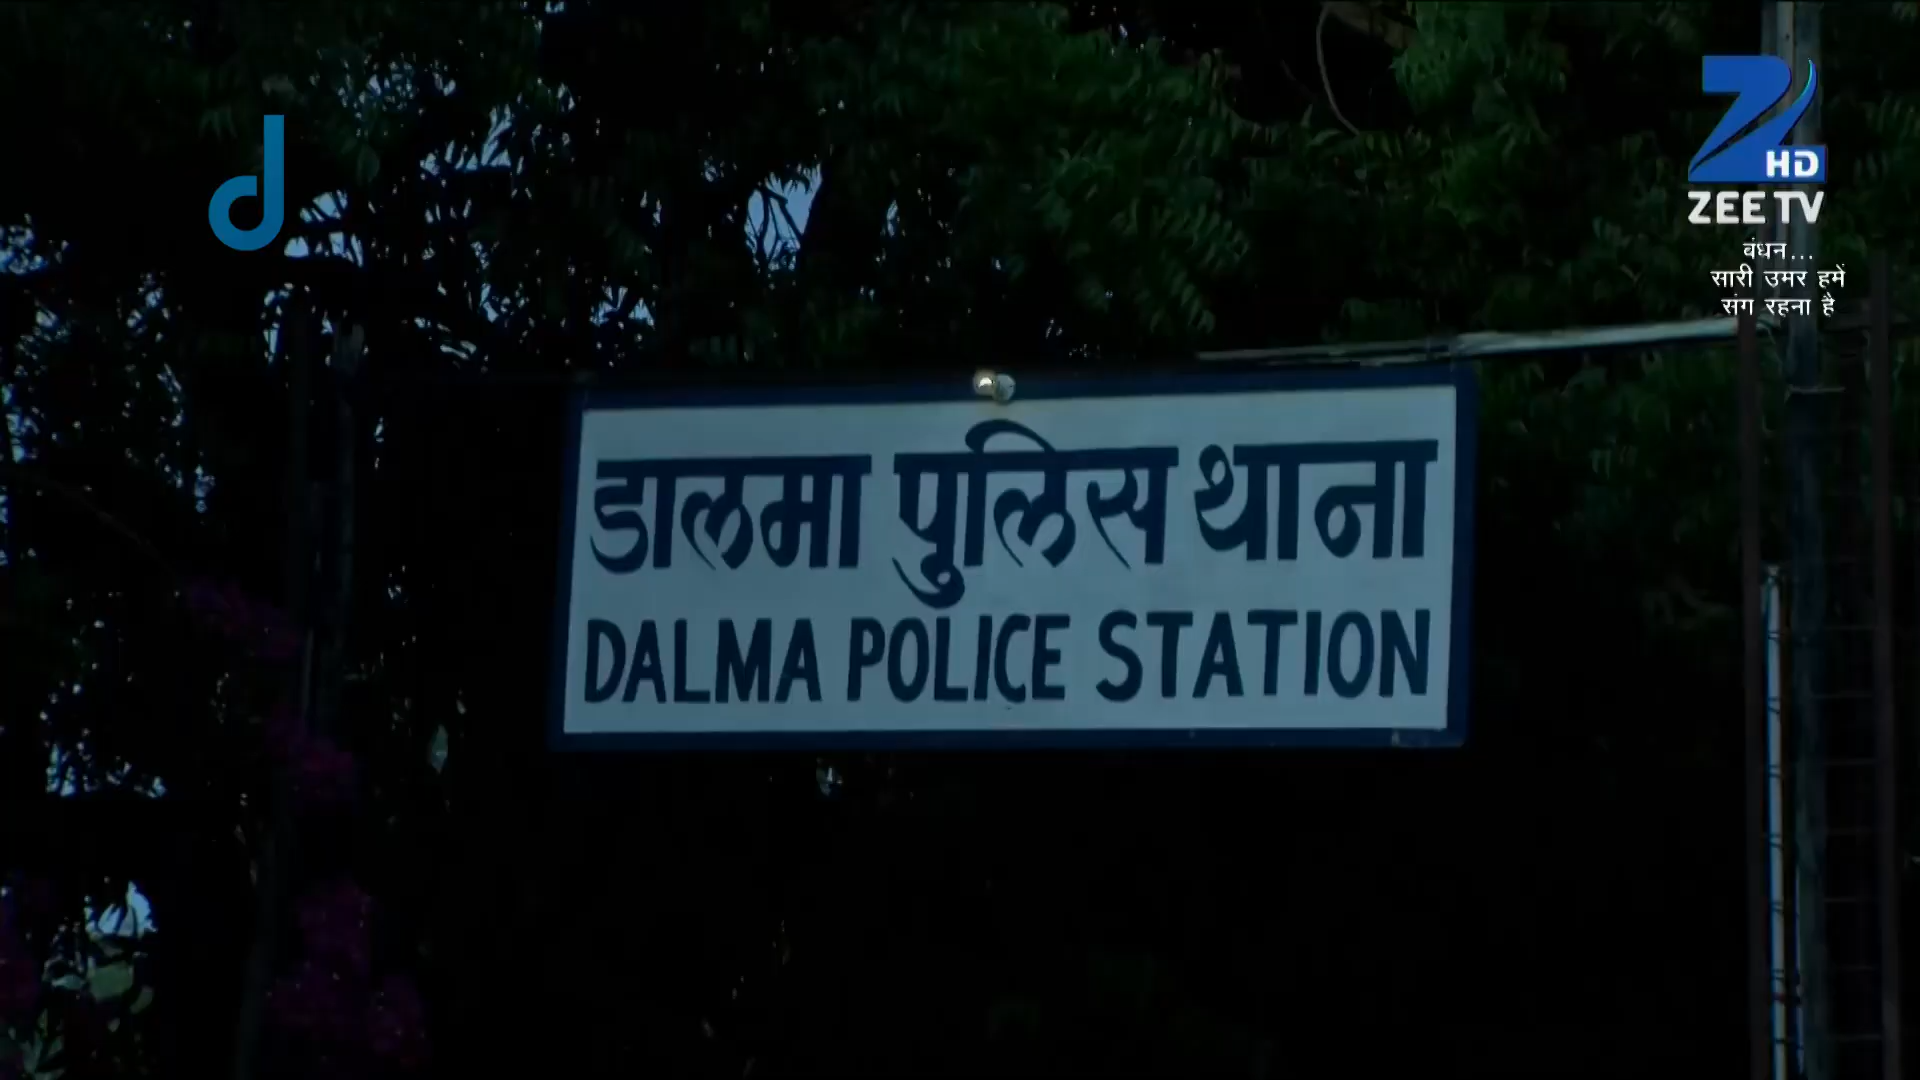 d
HD
ZEE TV
बंधन...
सारी उमर हमें
संग रहना है
डालमा पुलिस थाना
DALMA POLICE STATION